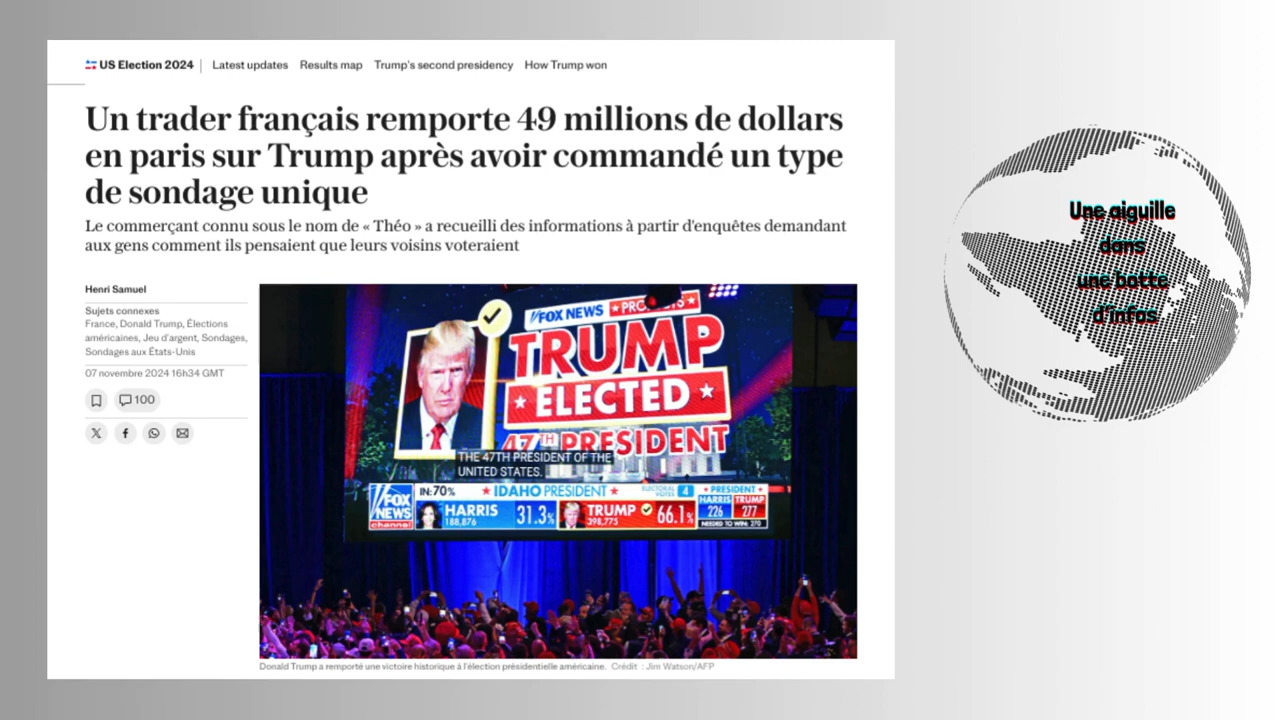 US Election 2024 | Latest updates Results map Trump's second presidency How Trump won
Un trader français remporte 49 millions de dollars
en paris sur Trump après avoir commandé un type
de sondage unique
Le commerçant connu sous le nom de « Théo » a recueilli des informations à partir d'enquêtes demandant
aux gens comment ils pensaient que leurs voisins voteraient
Henri Samuel
Sujets connexes
France, Donald Trump, Élections
américaines, Jeu d'argent, Sondages,
Sondages aux États-Unis
07 novembre 2024 16h34 GMT
100
FOX NEWS
TRUMP
ELECTED
47TH PRESIDENT
THE 47TH PRESIDENT OF THE
UNITED STATES.
FOX NEWS channel
IN: 70% IDAHO PRESIDENT ELECTORAL VOTES 4
HARRIS 188,876 31.3%
TRUMP 398,775 66.1%
PRESIDENT
HARRIS TRUMP
226 277
NEEDED TO WIN: 270
Donald Trump a remporté une victoire historique à l'élection présidentielle américaine. Crédit : Jim Watson/AFP
Une aiguille
dans
une botte
d'infos